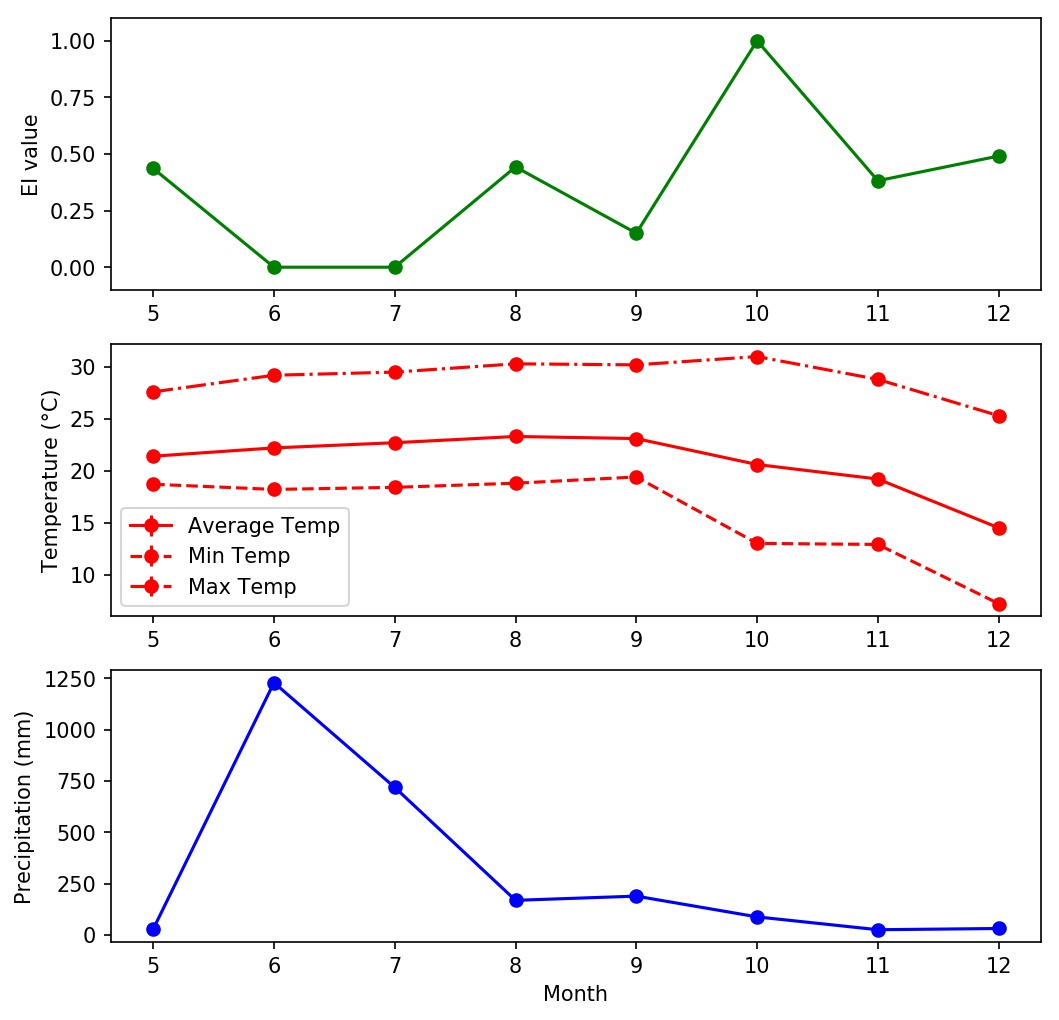 EI value
1.00
0.75
0.50
0.25
0.00
5 6 7 8 9 10 11 12
Temperature (°C)
30
25
20
15
10
Average Temp
Min Temp
Max Temp
5 6 7 8 9 10 11 12
Precipitation (mm)
1250
1000
750
500
250
0
5 6 7 8 9 10 11 12
Month